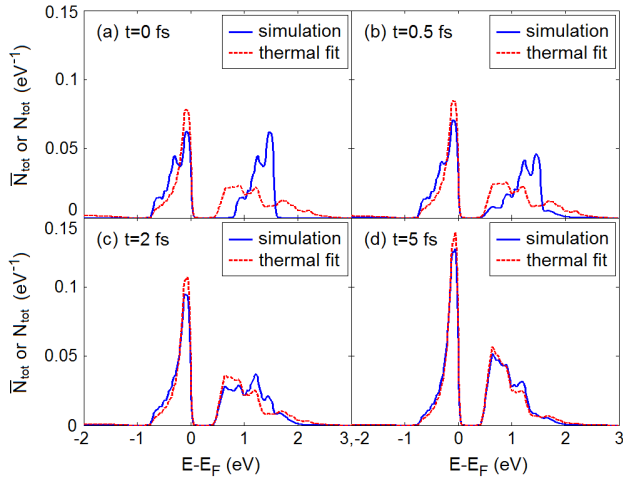 0.15
(a) t=0 fs
simulation
thermal fit
(b) t=0.5 fs
simulation
thermal fit
0.1
0.05
0
N̅tot or Ntot (eV⁻¹)
0.15
(c) t=2 fs
simulation
thermal fit
(d) t=5 fs
simulation
thermal fit
0.1
0.05
0
N̅tot or Ntot (eV⁻¹)
-2 -1 0 1 2 3,-2 -1 0 1 2 3
E-EF (eV) E-EF (eV)